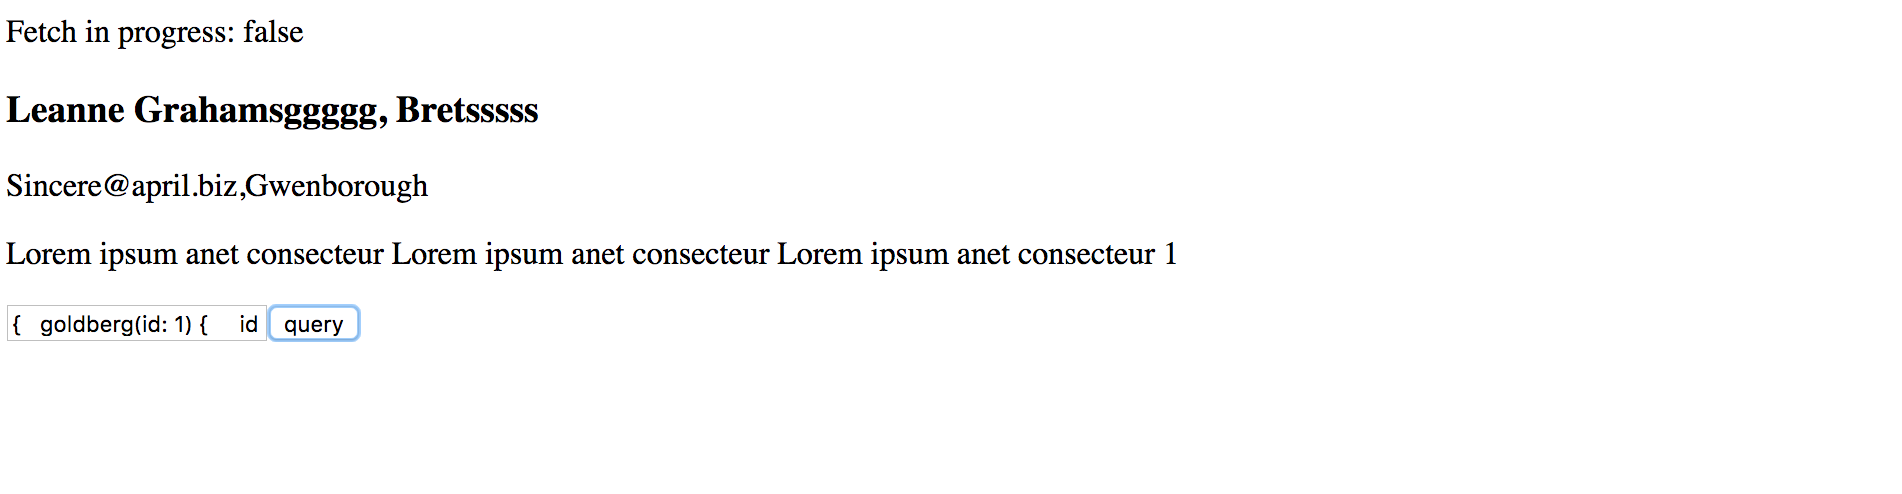 Fetch in progress: false
Leanne Grahamsggggg, Bretsssss
Sincere@april.biz,Gwenborough
Lorem ipsum anet consecteur Lorem ipsum anet consecteur Lorem ipsum anet consecteur 1
{   goldberg(id: 1) {     id query